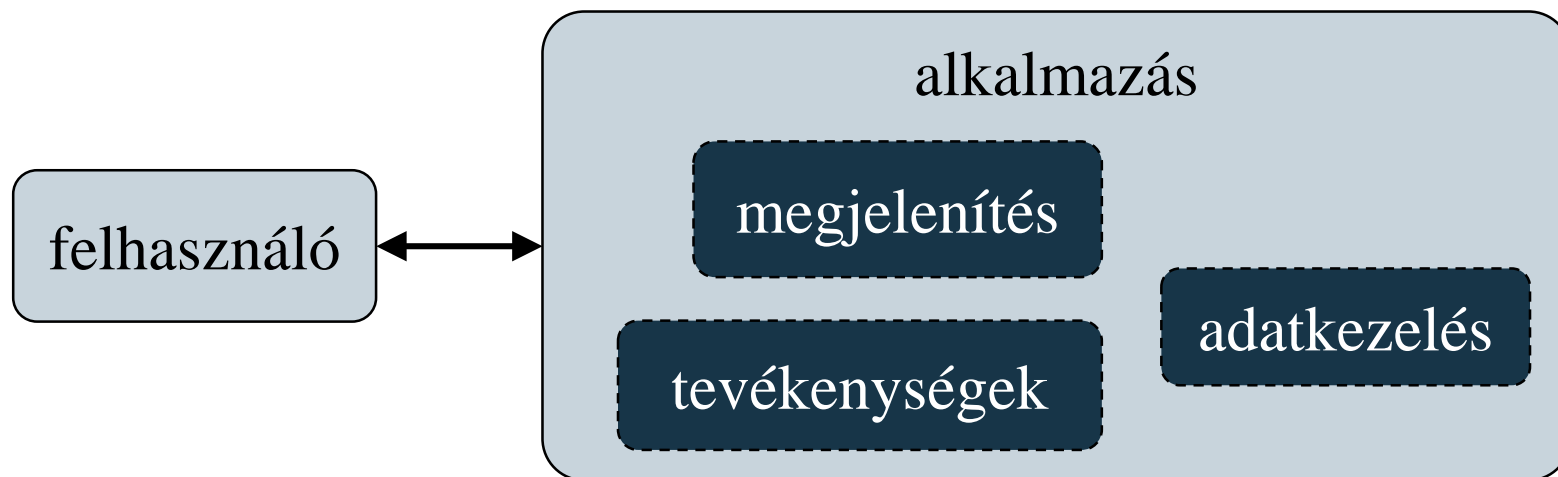 alkalmazás
megjelenítés
felhasználó
adatkezelés
tevékenységek